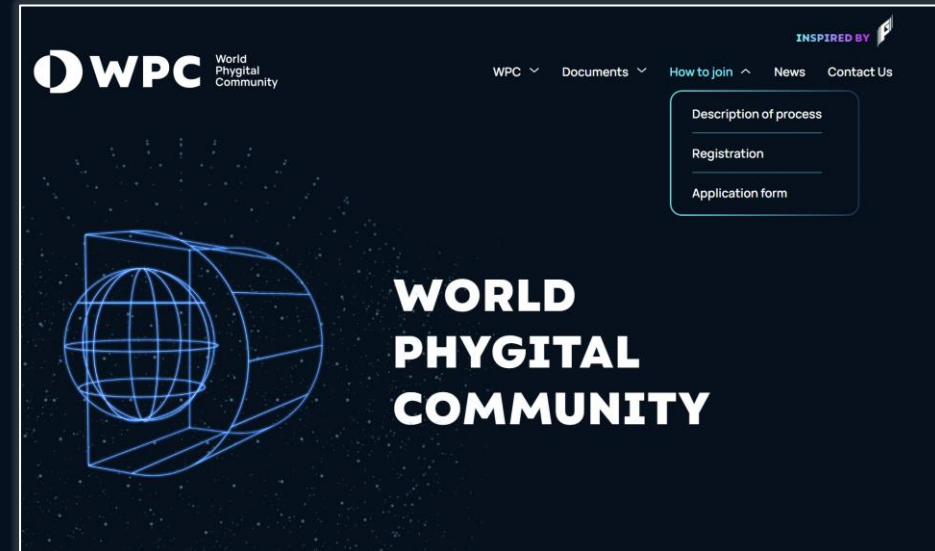 INSPIRED BY
WPC
World
Phygital
Community
WPC
Documents
How to join
News
Contact Us
Description of process
Registration
Application form
WORLD
PHYGITAL
COMMUNITY